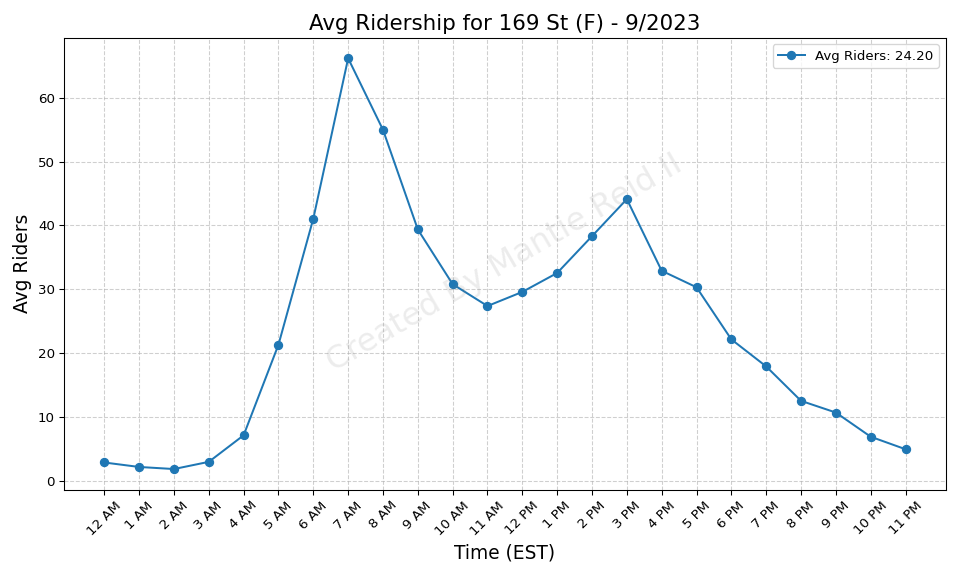 Avg Ridership for 169 St (F) - 9/2023
Avg Riders: 24.20
60
50
40
30
20
10
0
Avg Riders
Created By Mantle Reid II
12 AM
1 AM
2 AM
3 AM
4 AM
5 AM
6 AM
7 AM
8 AM
9 AM
10 AM
11 AM
12 PM
1 PM
2 PM
3 PM
4 PM
5 PM
6 PM
7 PM
8 PM
9 PM
10 PM
11 PM
Time (EST)